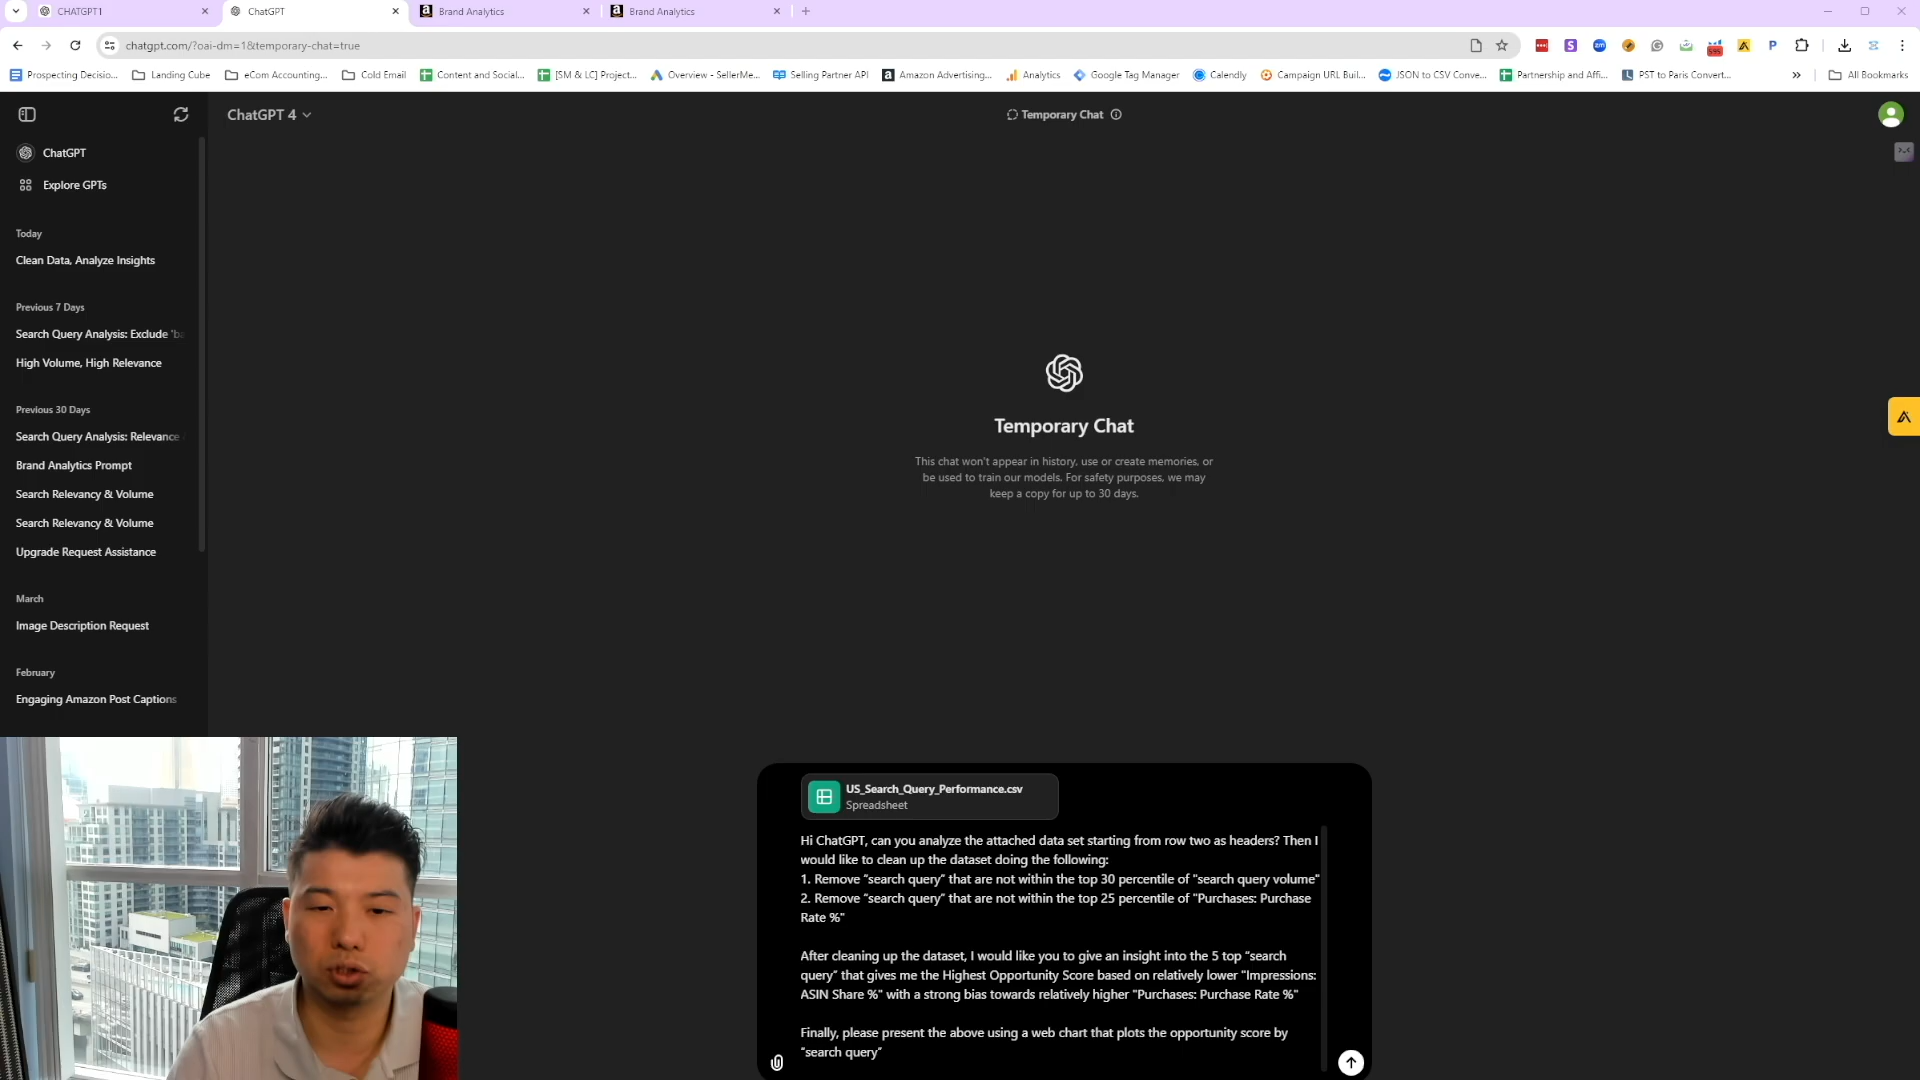 CHATGPT1
ChatGPT
Brand Analytics
Brand Analytics
chatgpt.com/?oai-dm=1&temporary-chat=true
595
Prospecting Decisio...
Landing Cube
eCom Accounting...
Cold Email
Content and Social...
[SM & LC] Project...
Overview - SellerMe...
Selling Partner API
Amazon Advertising...
Analytics
Google Tag Manager
Calendly
Campaign URL Buil...
JSON to CSV Conve...
Partnership and Affi...
PST to Paris Convert...
All Bookmarks
ChatGPT 4
Temporary Chat
ChatGPT
Explore GPTs
Today
Clean Data, Analyze Insights
Previous 7 Days
Search Query Analysis: Exclude 'ba
High Volume, High Relevance
Previous 30 Days
Search Query Analysis: Relevance
Brand Analytics Prompt
Search Relevancy & Volume
Search Relevancy & Volume
Upgrade Request Assistance
March
Image Description Request
February
Engaging Amazon Post Captions
Temporary Chat
This chat won't appear in history, use or create memories, or
be used to train our models. For safety purposes, we may
keep a copy for up to 30 days.
US_Search_Query_Performance.csv
Spreadsheet
Hi ChatGPT, can you analyze the attached data set starting from row two as headers? Then I
would like to clean up the dataset doing the following:
1. Remove “search query” that are not within the top 30 percentile of "search query volume"
2. Remove “search query” that are not within the top 25 percentile of "Purchases: Purchase
Rate %"
After cleaning up the dataset, I would like you to give an insight into the 5 top “search
query” that gives me the Highest Opportunity Score based on relatively lower "Impressions:
ASIN Share %" with a strong bias towards relatively higher "Purchases: Purchase Rate %"
Finally, please present the above using a web chart that plots the opportunity score by
“search query”